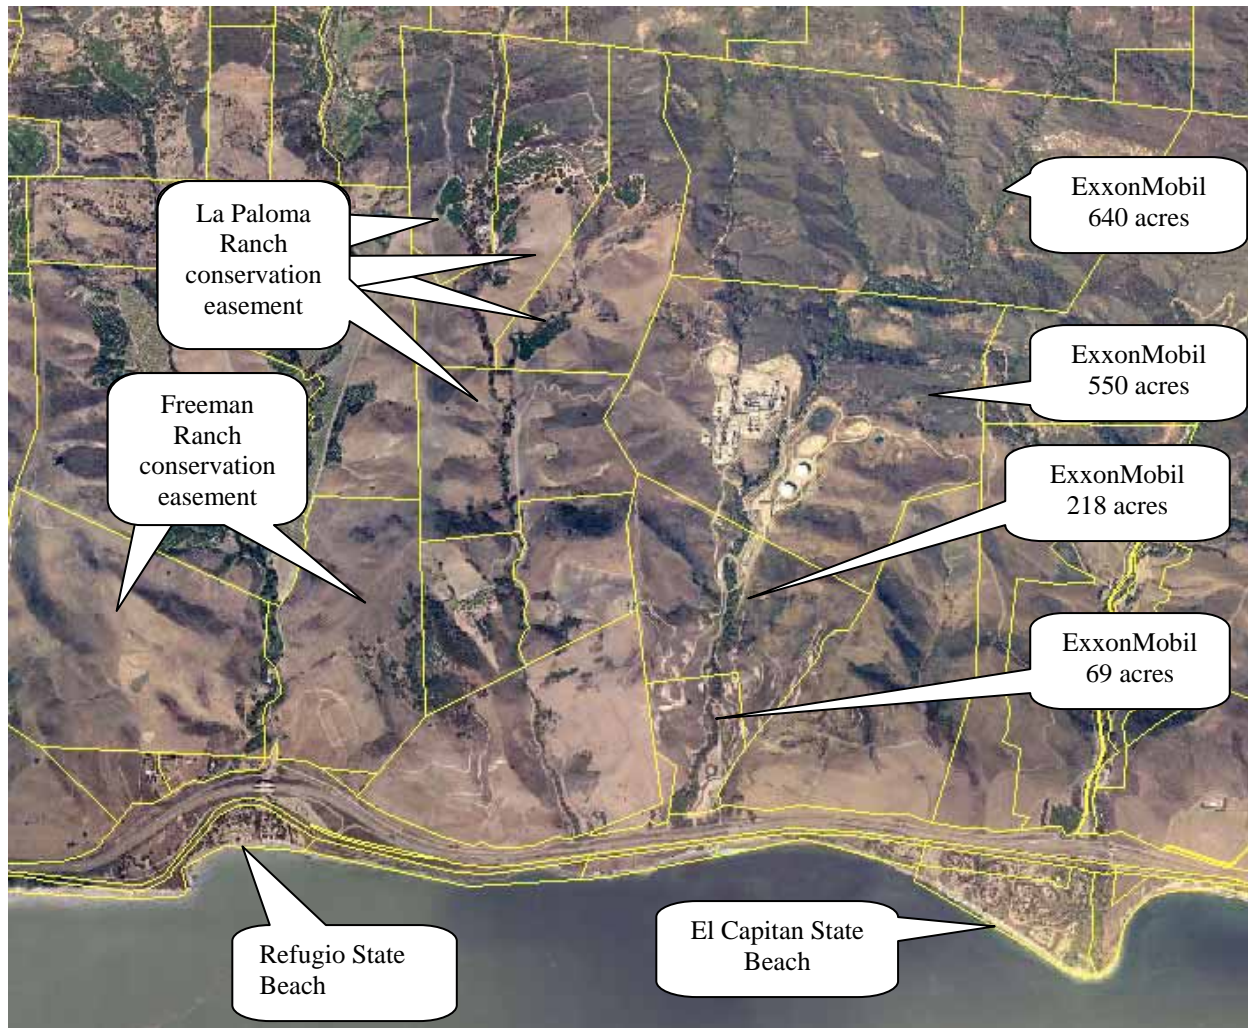 La Paloma
Ranch
conservation
easement
ExxonMobil
640 acres
ExxonMobil
550 acres
Freeman
Ranch
conservation
easement
ExxonMobil
218 acres
ExxonMobil
69 acres
El Capitan State
Beach
Refugio State
Beach